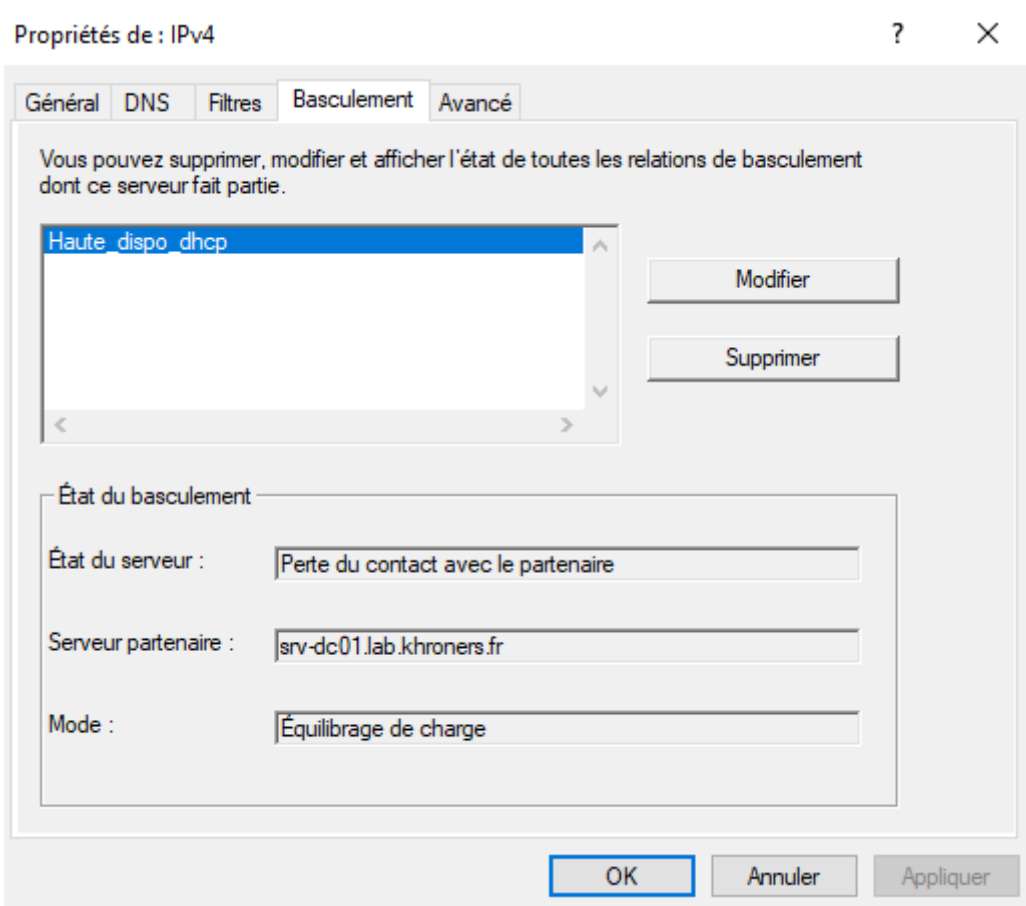 Propriétés de : IPv4
?
Général DNS Filtres Basculement Avancé
Vous pouvez supprimer, modifier et afficher l'état de toutes les relations de basculement
dont ce serveur fait partie.
Haute_dispo_dhcp
Modifier
Supprimer
État du basculement
État du serveur : Perte du contact avec le partenaire
Serveur partenaire : srv-dc01.lab.khroners.fr
Mode : Équilibrage de charge
OK Annuler Appliquer